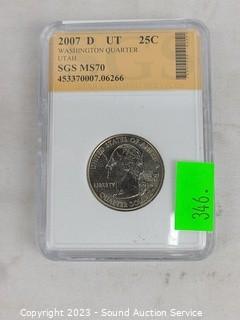 2007 D UT 25C
WASHINGTON QUARTER
UTAH
SGS MS70
453370007.06266
UNITED STATES OF AMERICA
LIBERTY
QUARTER DOLLAR
346.
Copyright 2023 - Sound Auction Service